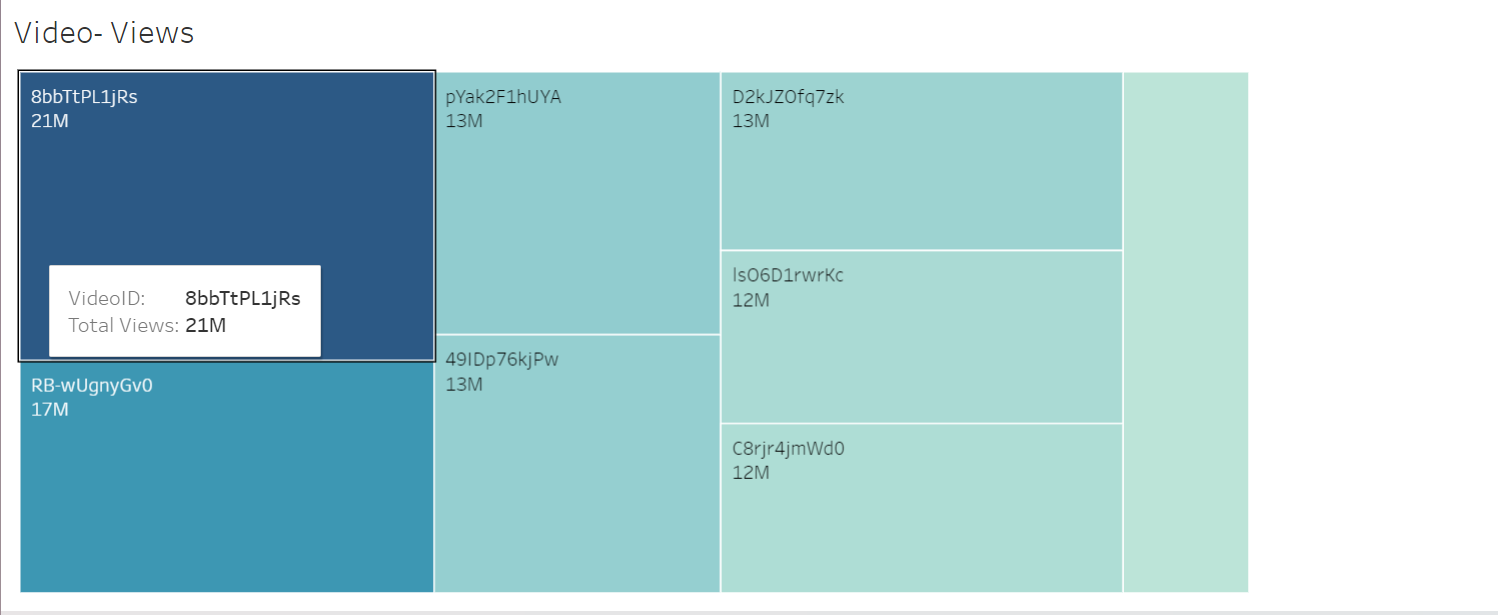 Video- Views
8bbTtPL1jRs
21M
VideoID: 8bbTtPL1jRs
Total Views: 21M
RB-wUgnyGv0
17M
pYak2F1hUYA
13M
49IDp76kjPw
13M
D2kJZOfq7zk
13M
IsO6D1rwrKc
12M
C8rjr4jmWd0
12M